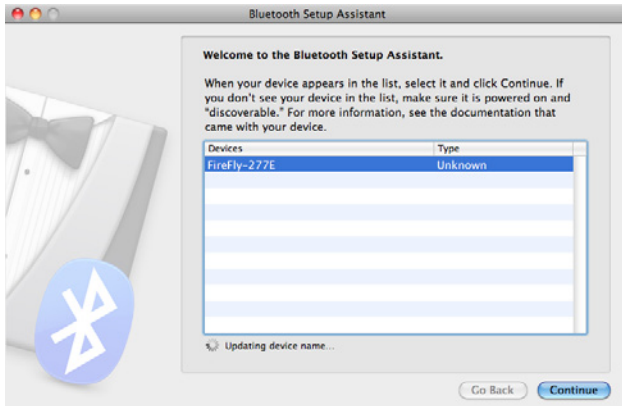 Bluetooth Setup Assistant
Welcome to the Bluetooth Setup Assistant.
When your device appears in the list, select it and click Continue. If
you don't see your device in the list, make sure it is powered on and
"discoverable." For more information, see the documentation that
came with your device.
Devices Type
FireFly-277E Unknown
Updating device name...
Go Back Continue